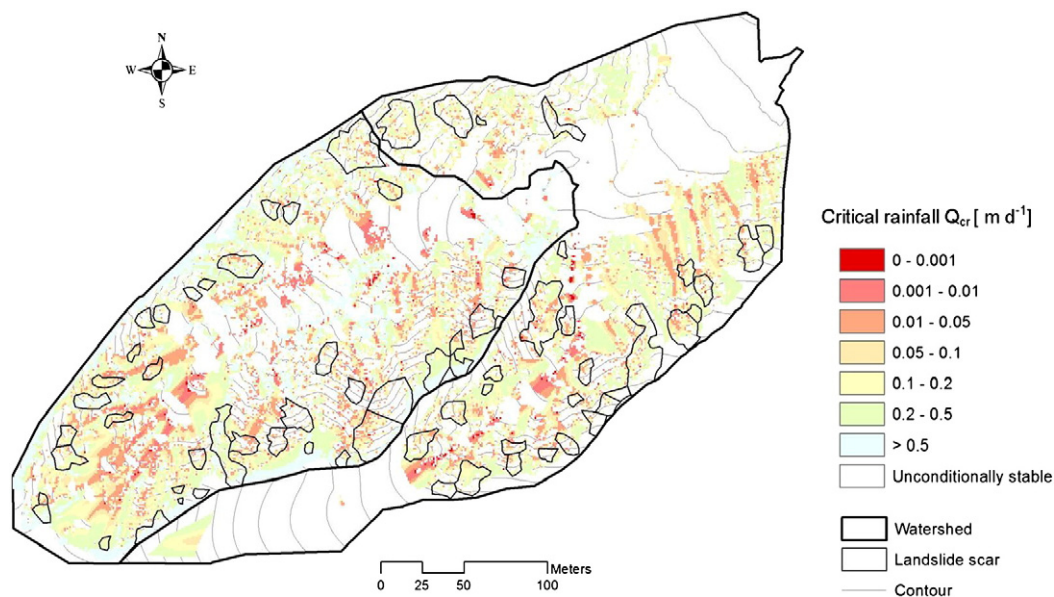 N
W E
S
Critical rainfall Qcr [ m d-1]
0 - 0.001
0.001 - 0.01
0.01 - 0.05
0.05 - 0.1
0.1 - 0.2
0.2 - 0.5
> 0.5
Unconditionally stable
Watershed
Landslide scar
Contour
Meters
0 25 50 100